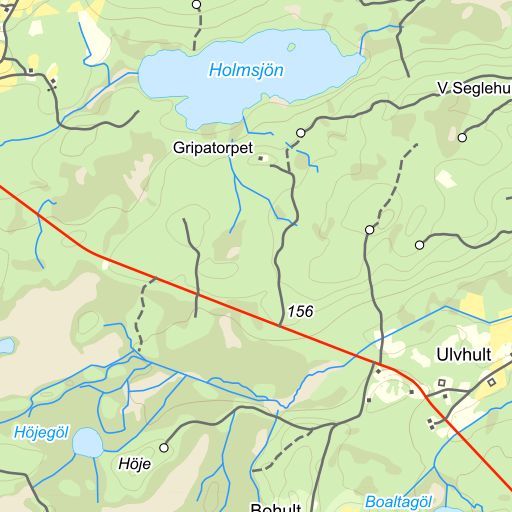 Holmsjön
V Seglehu
Gripatorpet
156
Ulvhult
Höjegöl
Höje
Boaltagöl
Bohult